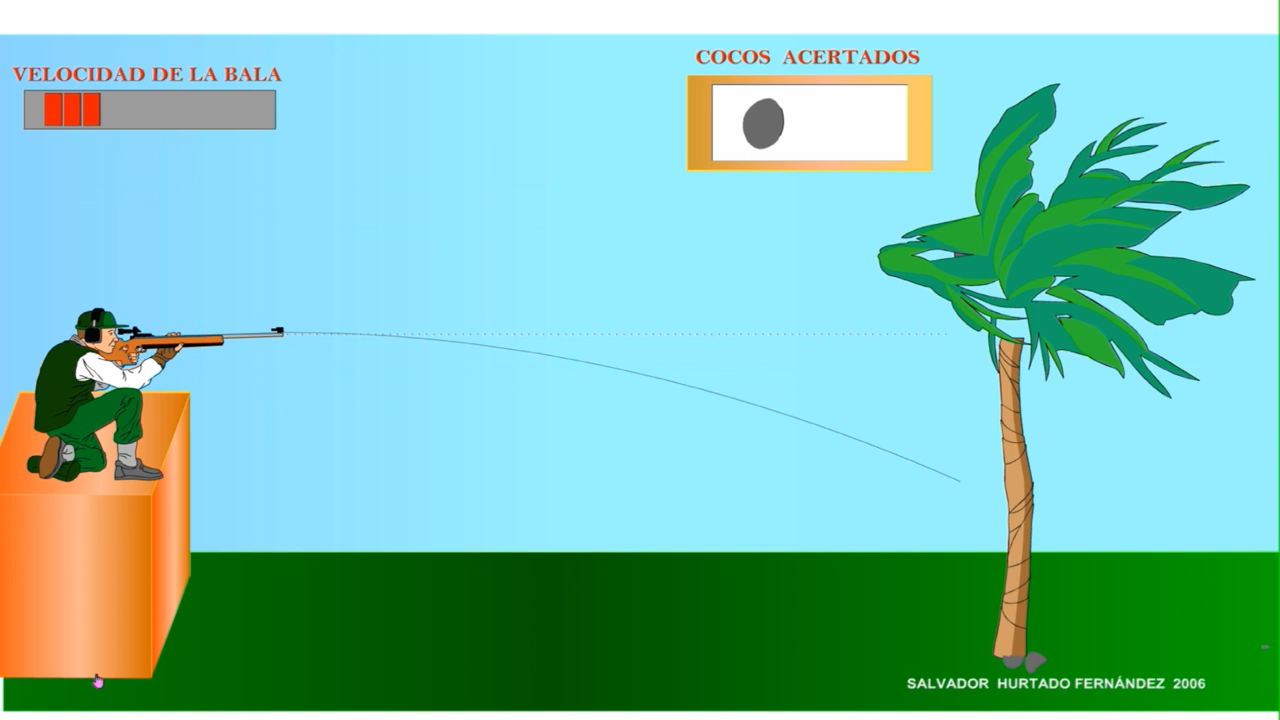 VELOCIDAD DE LA BALA
COCOS ACERTADOS
SALVADOR HURTADO FERNÁNDEZ 2006